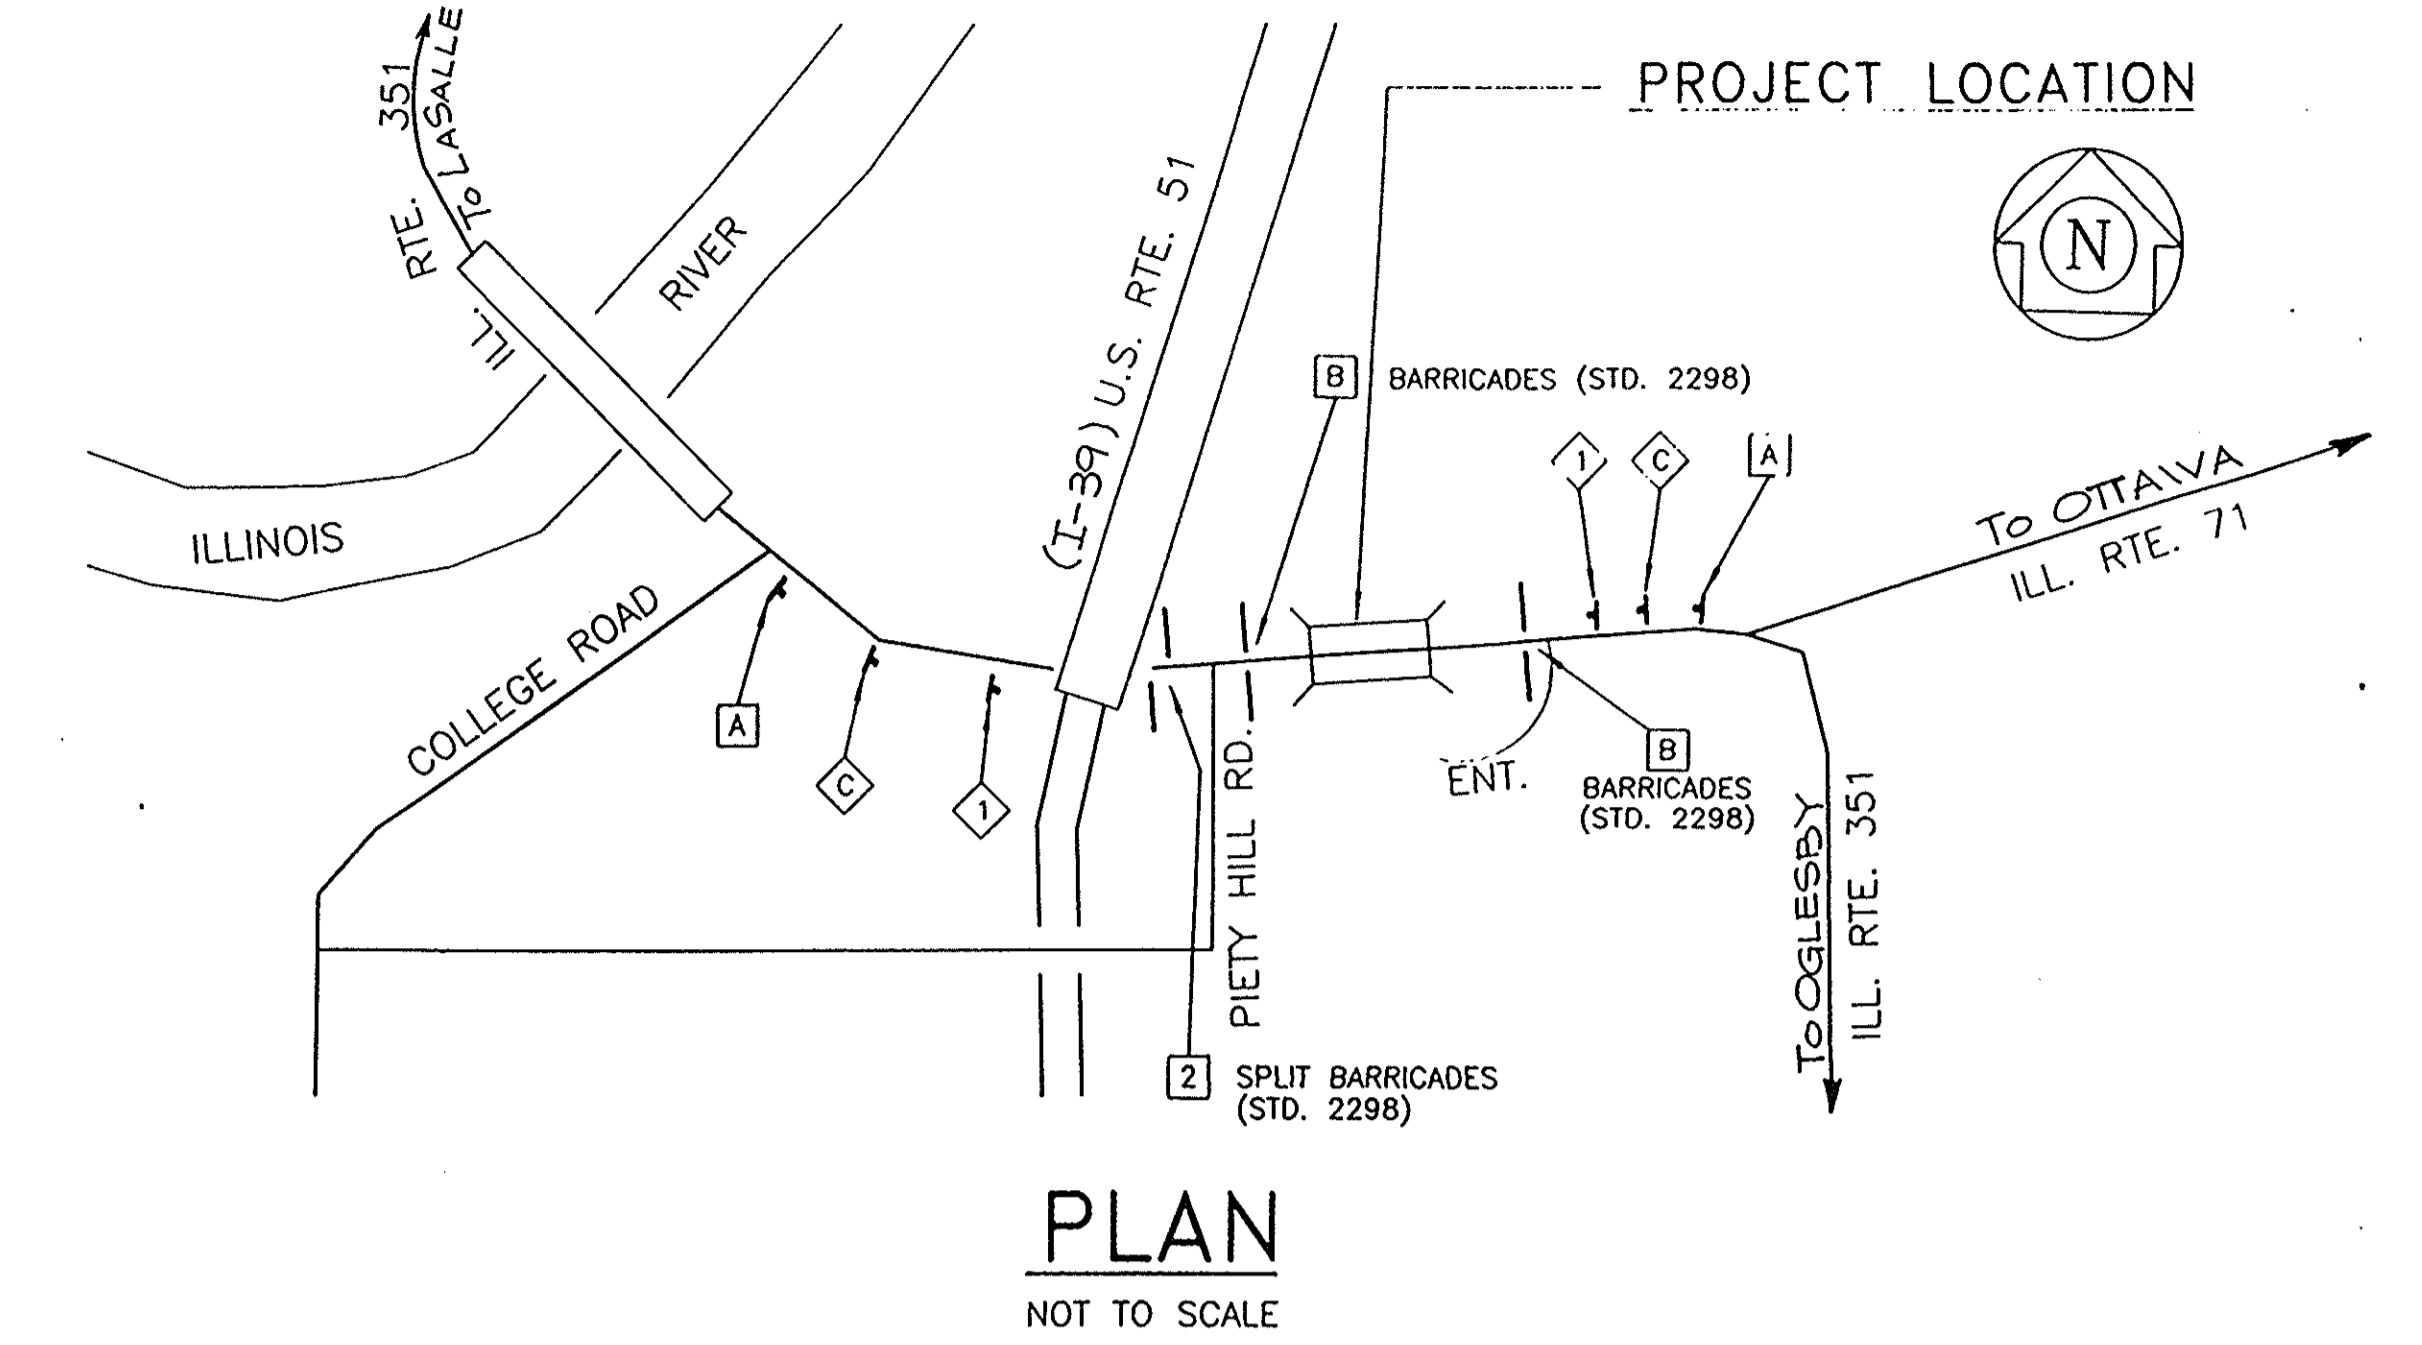 PROJECT LOCATION
N
ILL. RTE. 351
To LASALLE
RIVER
ILLINOIS
(I-39) U.S. RTE. 51
B BARRICADES (STD. 2298)
1
C
A
To OTTAWA
ILL. RTE. 71
COLLEGE ROAD
A
C
1
PIETY HILL RD.
ENT.
B
BARRICADES
(STD. 2298)
To OGLESBY
ILL. RTE. 351
2 SPLIT BARRICADES
(STD. 2298)
PLAN
NOT TO SCALE